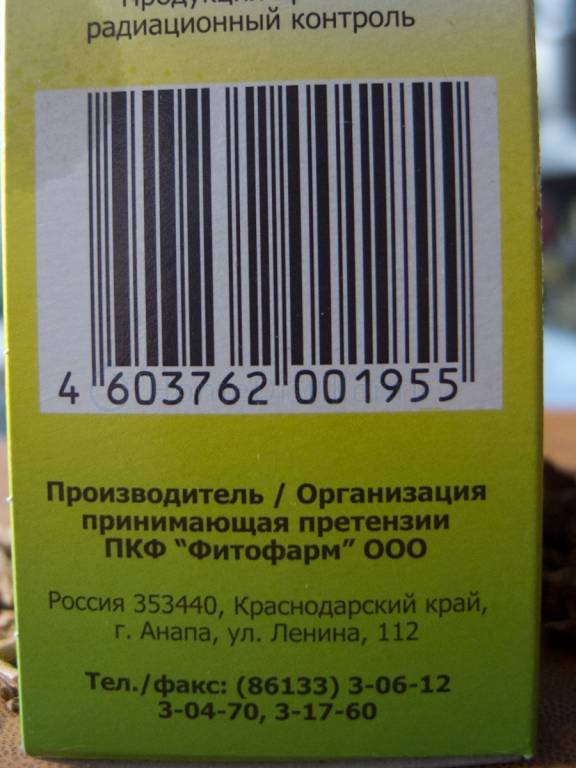 радиационный контроль
4 603762 001955
Производитель / Организация
принимающая претензии
ПКФ "Фитофарм" ООО
Россия 353440, Краснодарский край,
г. Анапа, ул. Ленина, 112
Тел./факс: (86133) 3-06-12
3-04-70, 3-17-60